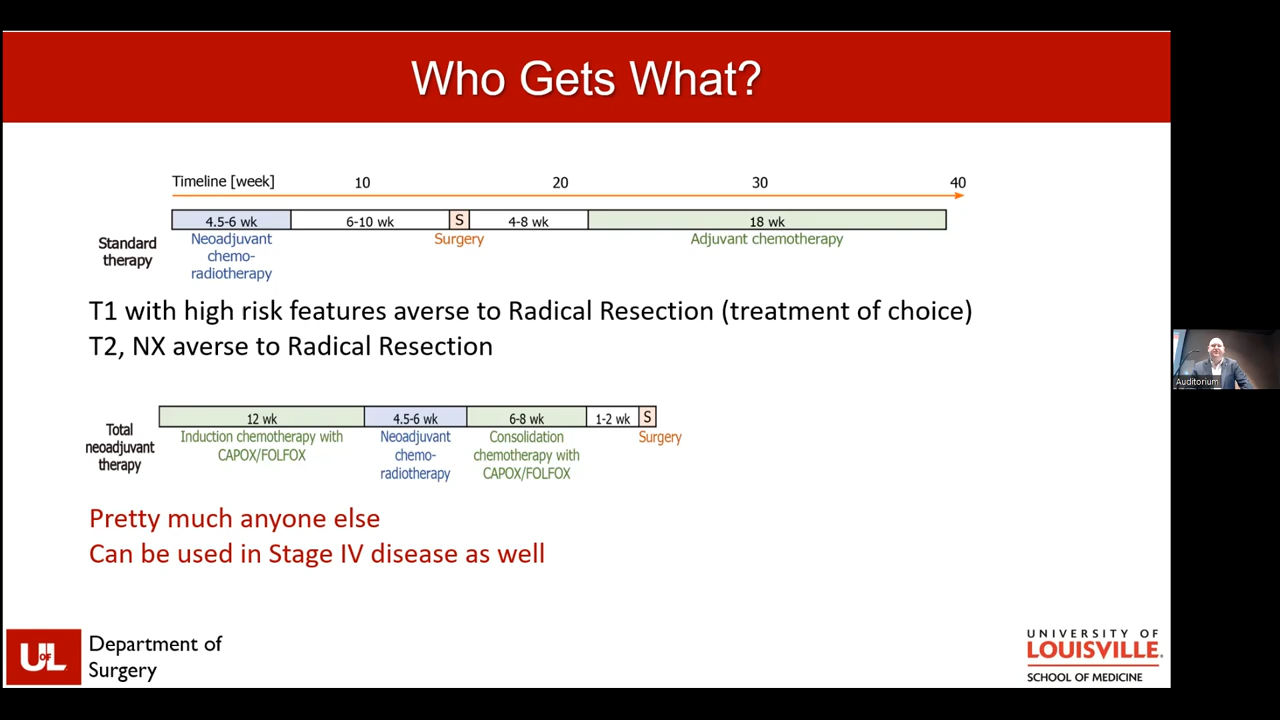 Who Gets What?
Timeline [week] 10 20 30 40
4.5-6 wk 6-10 wk S 4-8 wk 18 wk
Standard
therapy
Neoadjuvant
chemo-
radiotherapy
Surgery
Adjuvant chemotherapy
T1 with high risk features averse to Radical Resection (treatment of choice)
T2, NX averse to Radical Resection
12 wk 4.5-6 wk 6-8 wk 1-2 wk S
Total
neoadjuvant
therapy
Induction chemotherapy with
CAPOX/FOLFOX
Neoadjuvant
chemo-
radiotherapy
Consolidation
chemotherapy with
CAPOX/FOLFOX
Surgery
Pretty much anyone else
Can be used in Stage IV disease as well
UofL
Department of
Surgery
UNIVERSITY OF
LOUISVILLE.
SCHOOL OF MEDICINE
Auditorium